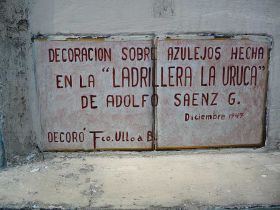 DECORACION SOBRE AZULEJOS HECHA
EN LA "LADRILLERA LA URUCA"
DE ADOLFO SAENZ G.
Diciembre 1947
DECORÓ Fco. Ulloa B.